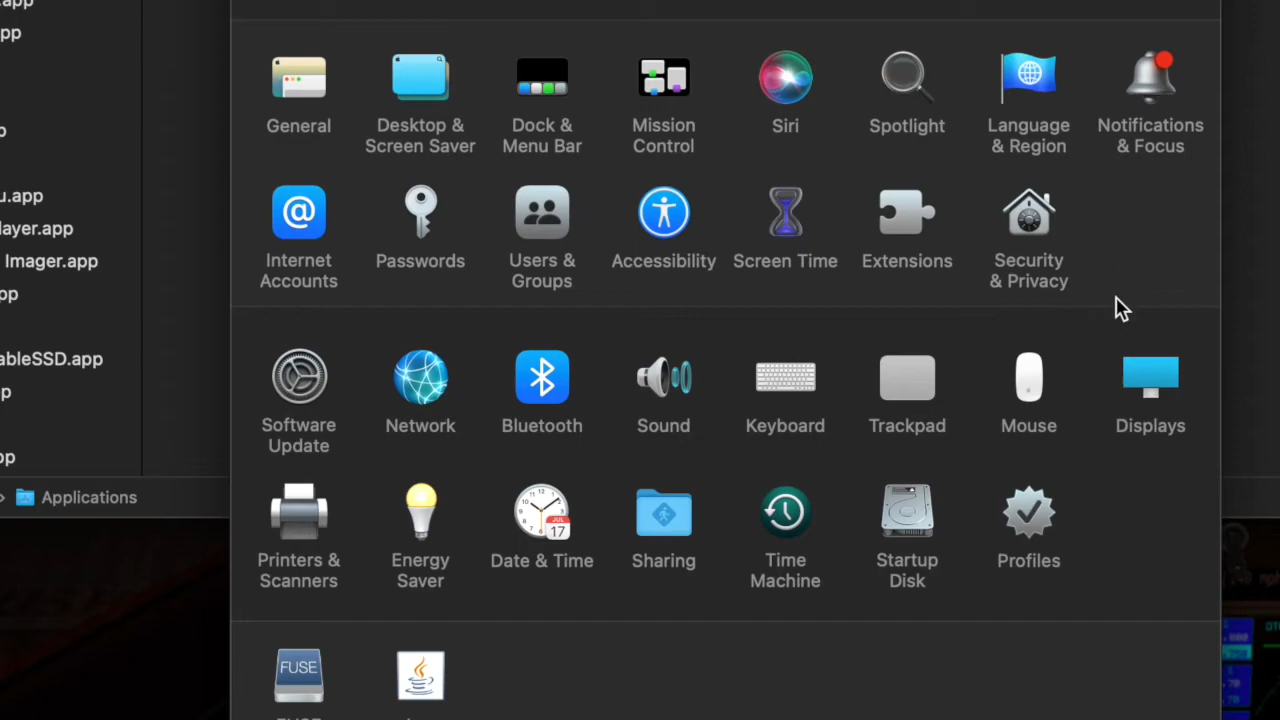 .app
General
Desktop &
Screen Saver
Dock &
Menu Bar
Mission
Control
Siri
Spotlight
Language
& Region
Notifications
& Focus
u.app
layer.app
Imager.app
ableSSD.app
Applications
Internet
Accounts
Passwords
Users &
Groups
Accessibility
Screen Time
Extensions
Security
& Privacy
Software
Update
Network
Bluetooth
Sound
Keyboard
Trackpad
Mouse
Displays
Printers &
Scanners
Energy
Saver
JUL
17
Date & Time
Sharing
Time
Machine
Startup
Disk
Profiles
FUSE